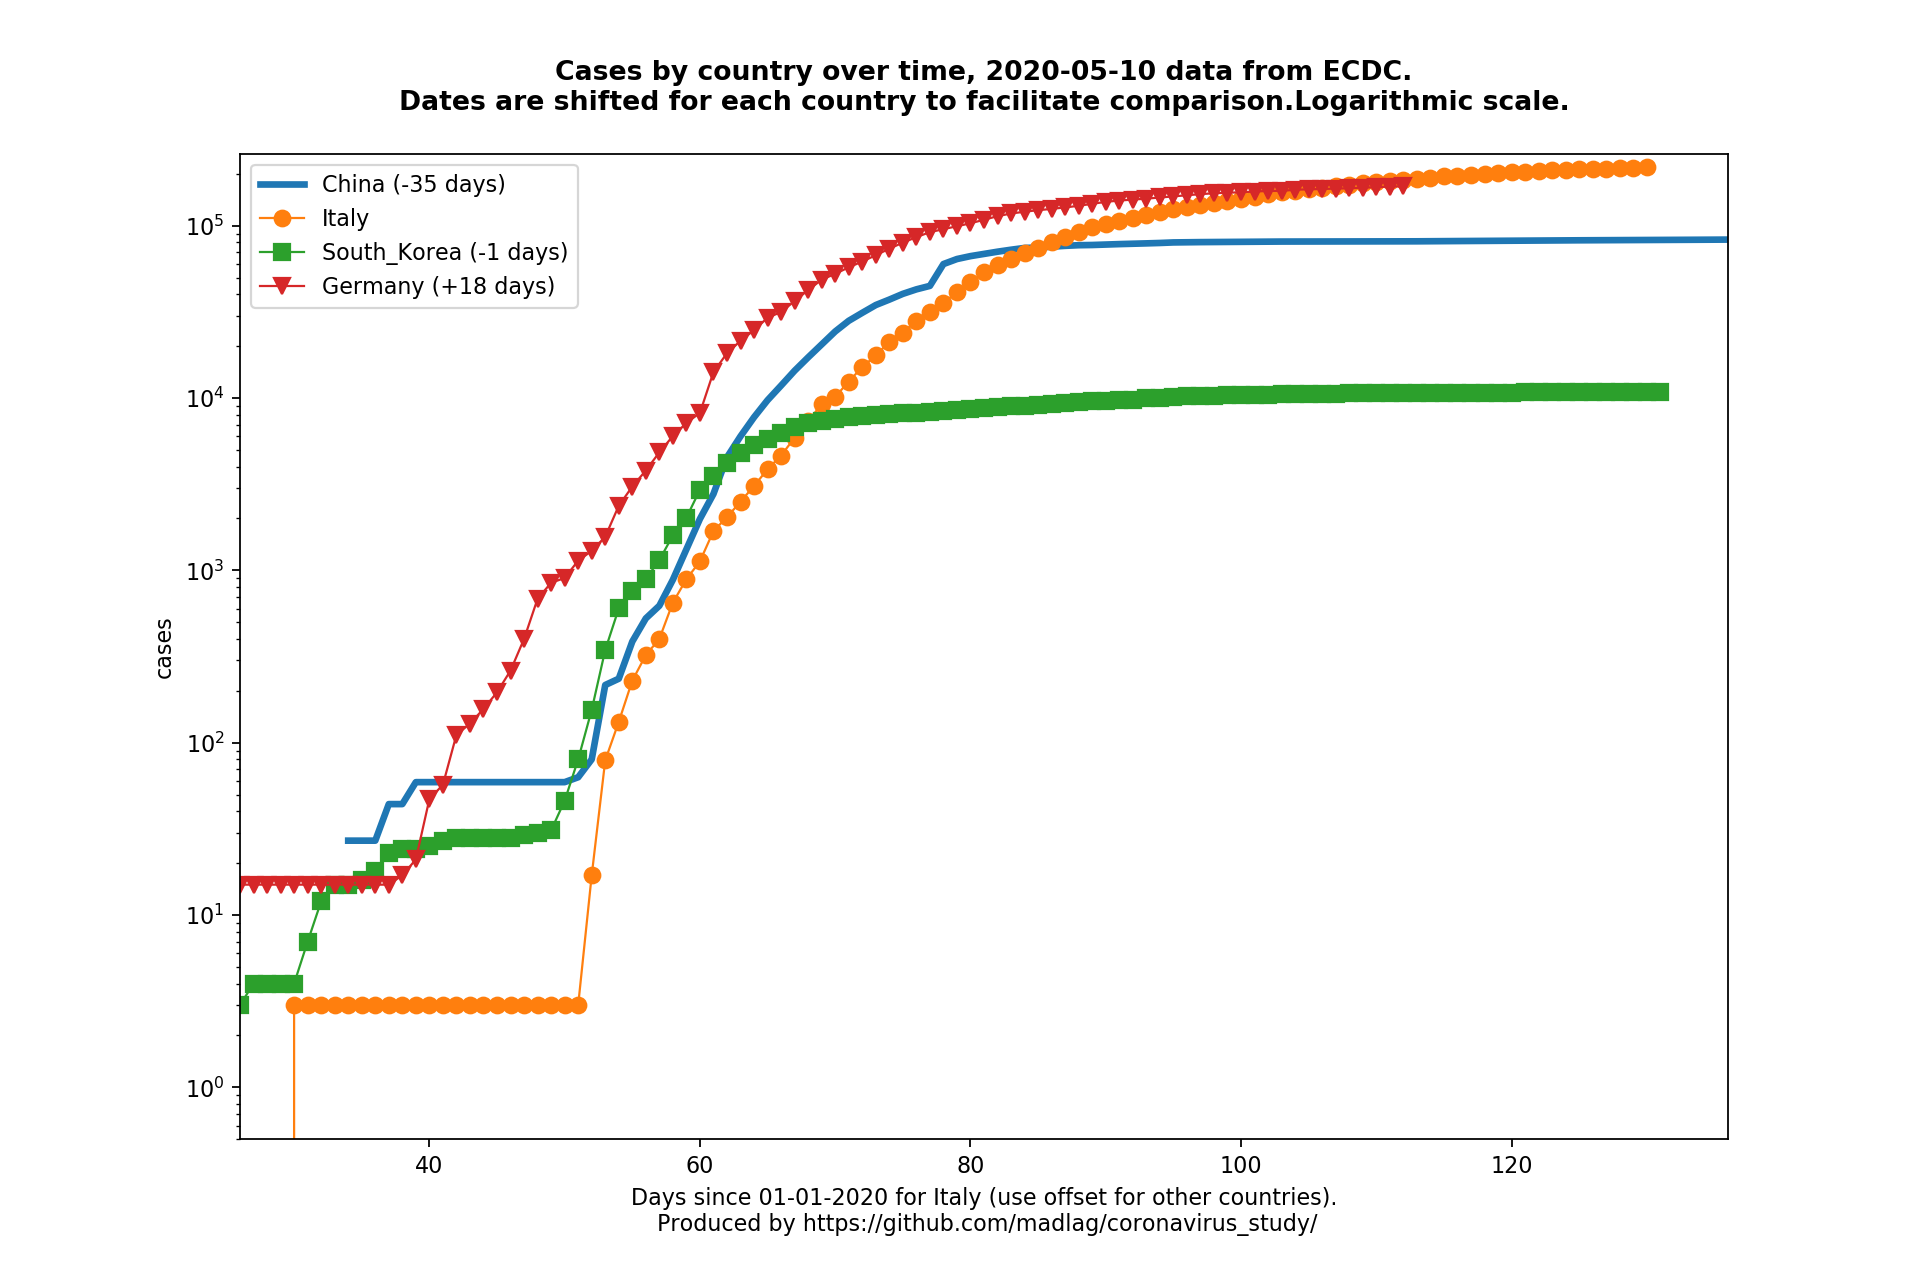 Cases by country over time, 2020-05-10 data from ECDC.
Dates are shifted for each country to facilitate comparison.Logarithmic scale.
China (-35 days)
Italy
South_Korea (-1 days)
Germany (+18 days)
10⁵
10⁴
10³
10²
10¹
10⁰
cases
40 60 80 100 120
Days since 01-01-2020 for Italy (use offset for other countries).
Produced by https://github.com/madlag/coronavirus_study/